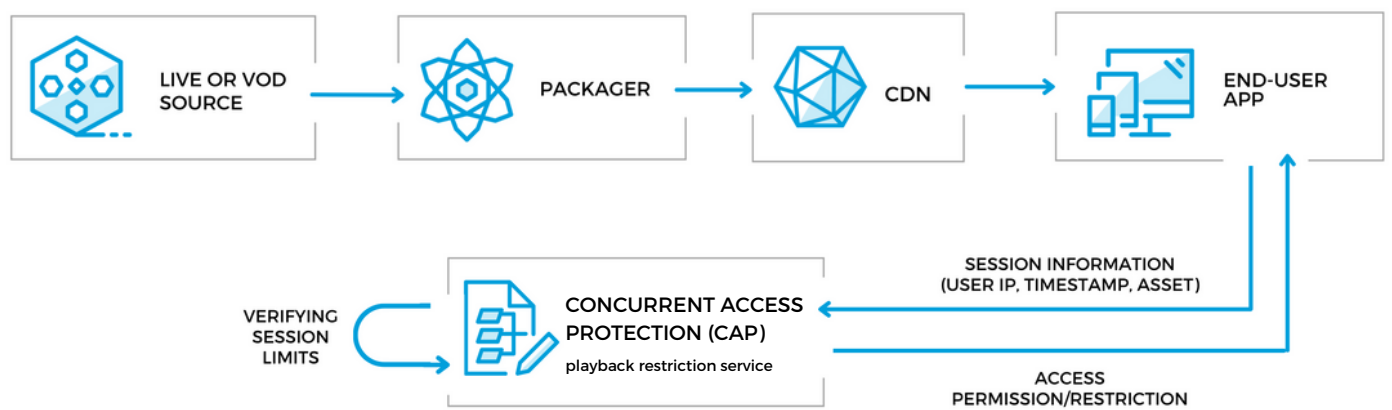 LIVE OR VOD
SOURCE
PACKAGER
CDN
END-USER
APP
SESSION INFORMATION
(USER IP, TIMESTAMP, ASSET)
VERIFYING
SESSION
LIMITS
CONCURRENT ACCESS
PROTECTION (CAP)
playback restriction service
ACCESS
PERMISSION/RESTRICTION